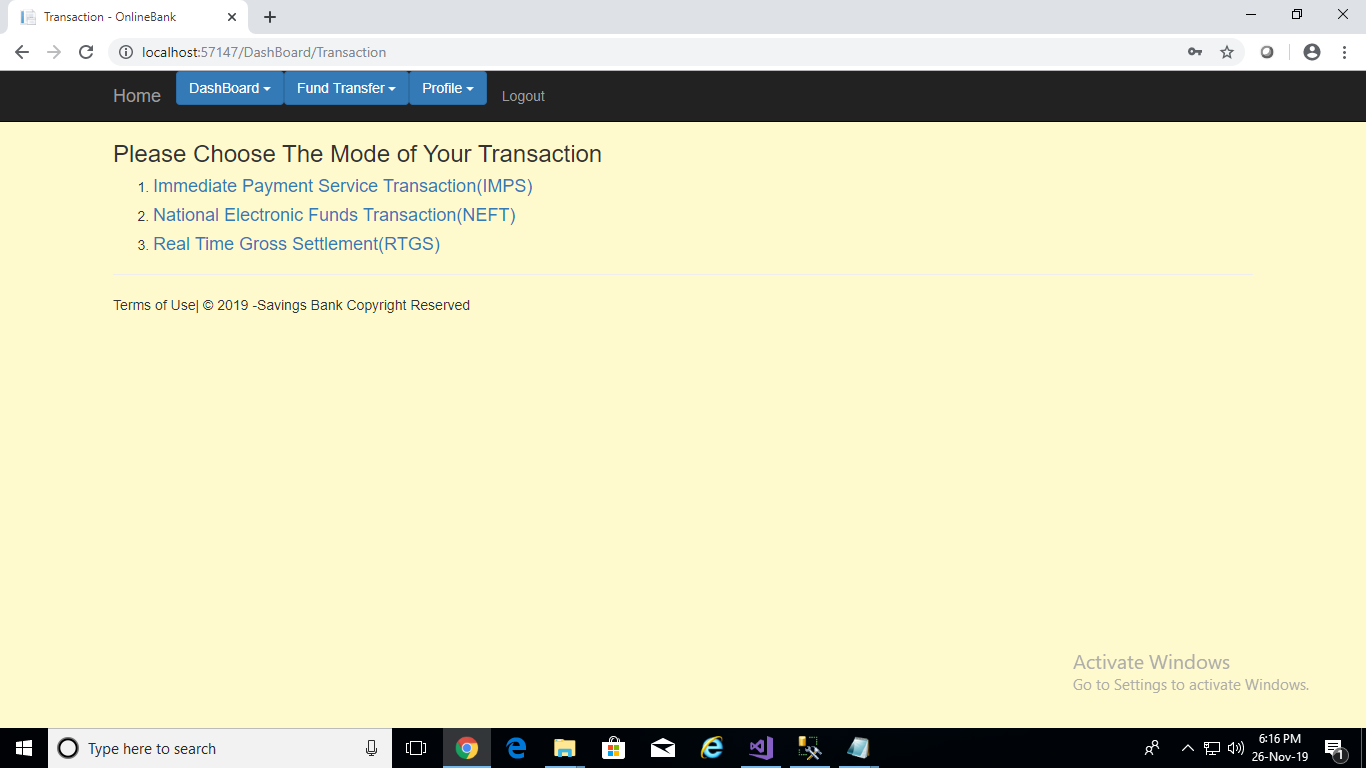 Transaction - OnlineBank
localhost:57147/DashBoard/Transaction
Home DashBoard Fund Transfer Profile Logout
Please Choose The Mode of Your Transaction
1. Immediate Payment Service Transaction(IMPS)
2. National Electronic Funds Transaction(NEFT)
3. Real Time Gross Settlement(RTGS)
Terms of Use| © 2019 -Savings Bank Copyright Reserved
Activate Windows
Go to Settings to activate Windows.
Type here to search
6:16 PM
26-Nov-19
1